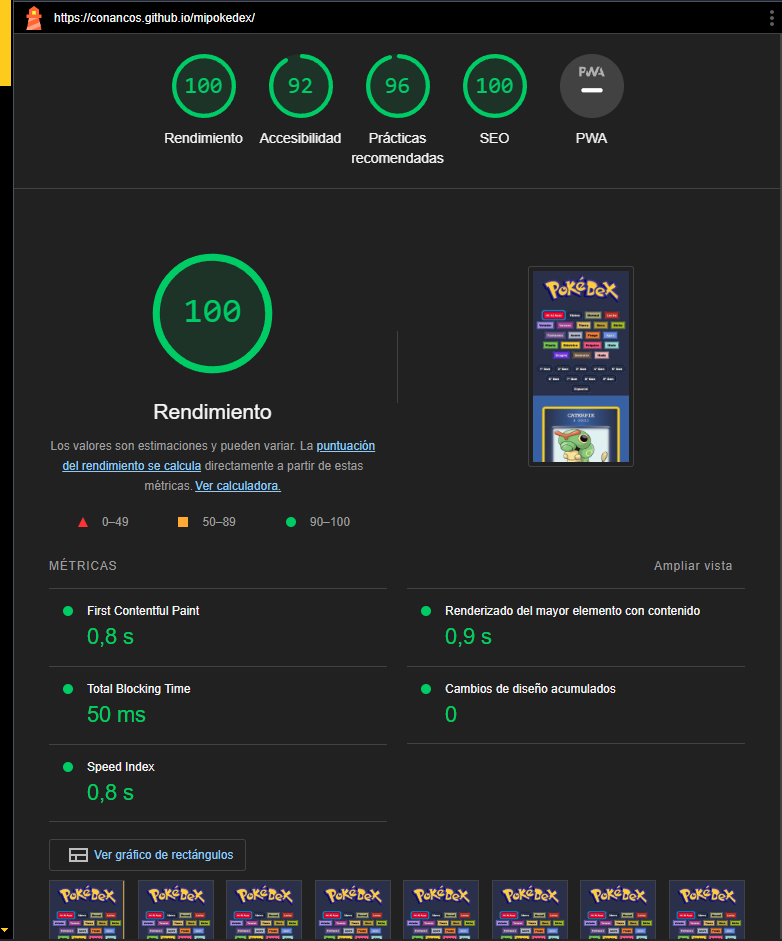 https://conancos.github.io/mipokedex/
100
92
96
100
PWA
Rendimiento
Accesibilidad
Prácticas
recomendadas
SEO
PWA
100
Rendimiento
Los valores son estimaciones y pueden variar. La puntuación
del rendimiento se calcula directamente a partir de estas
métricas. Ver calculadora.
0–49
50–89
90–100
PokéDex
CATERPIE
MÉTRICAS
Ampliar vista
First Contentful Paint
0,8 s
Renderizado del mayor elemento con contenido
0,9 s
Total Blocking Time
50 ms
Cambios de diseño acumulados
0
Speed Index
0,8 s
Ver gráfico de rectángulos
PokéDex
PokéDex
PokéDex
PokéDex
PokéDex
PokéDex
PokéDex
PokéDex